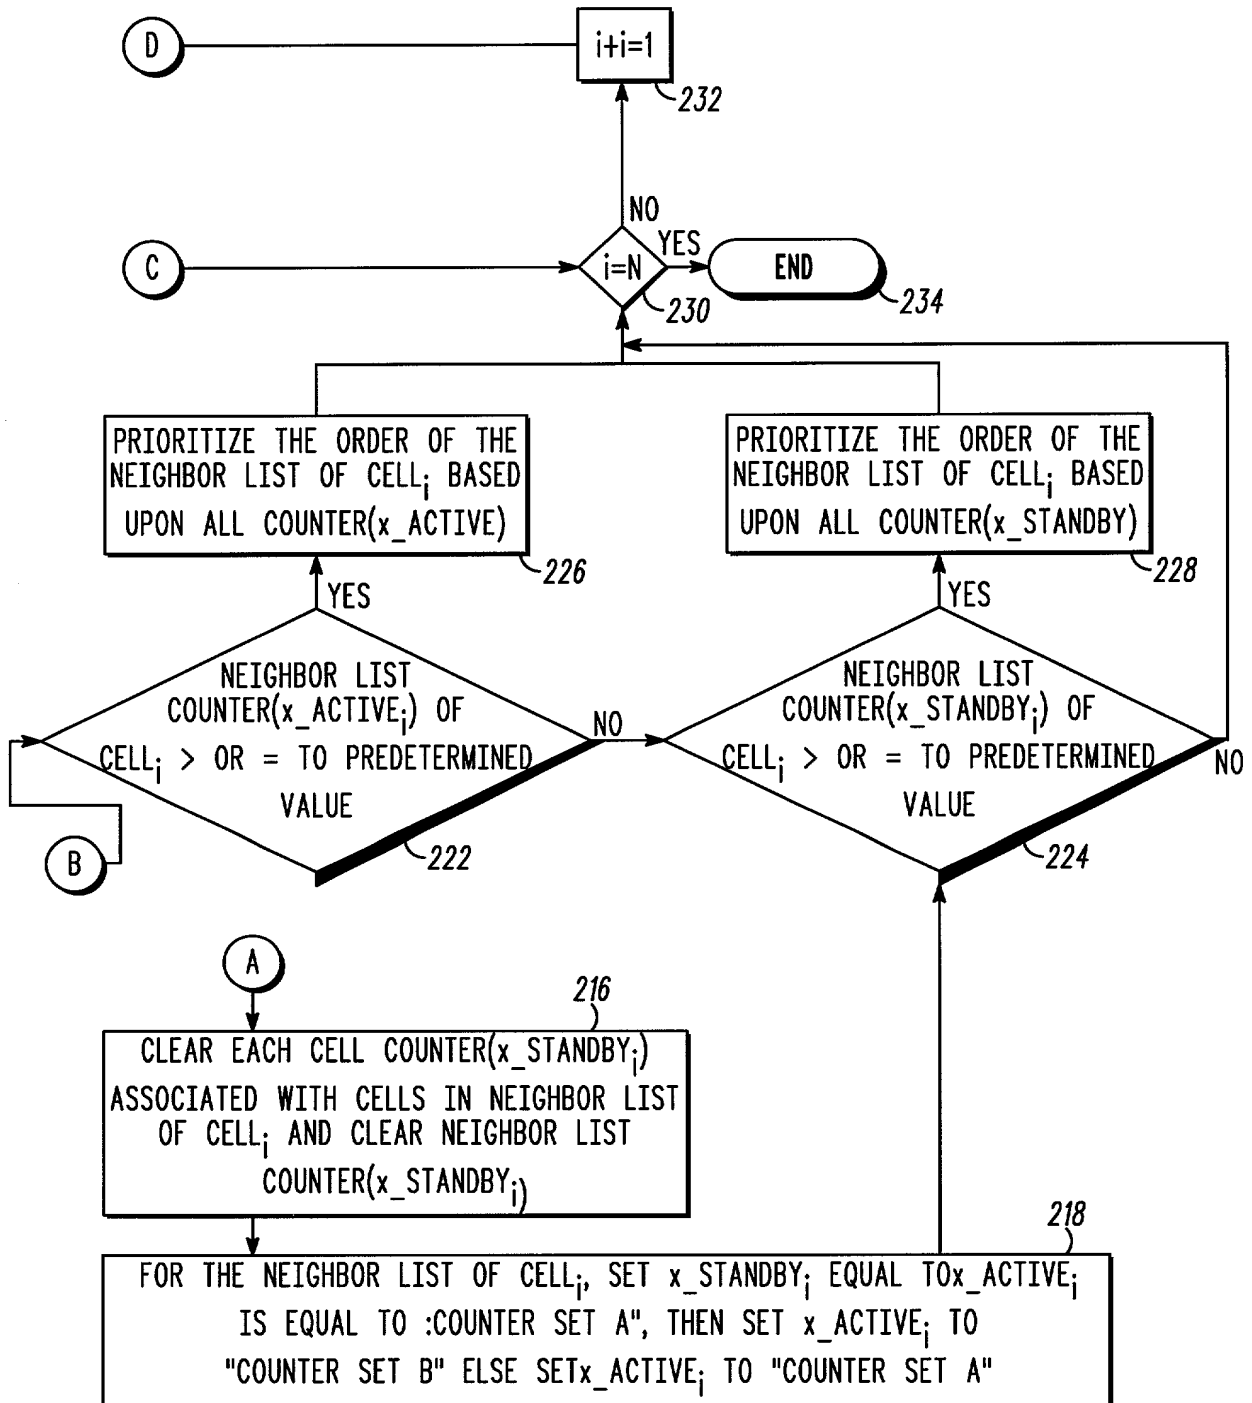 D
i+i=1
232
NO
C
i=N
YES
END
230
234
PRIORITIZE THE ORDER OF THE
NEIGHBOR LIST OF CELLi BASED
UPON ALL COUNTER(x_ACTIVE)
226
PRIORITIZE THE ORDER OF THE
NEIGHBOR LIST OF CELLi BASED
UPON ALL COUNTER(x_STANDBY)
228
YES
NEIGHBOR LIST
COUNTER(x_ACTIVEi) OF
CELLi > OR = TO PREDETERMINED
VALUE
NO
222
B
YES
NEIGHBOR LIST
COUNTER(x_STANDBYi) OF
CELLi > OR = TO PREDETERMINED
VALUE
NO
224
A
216
CLEAR EACH CELL COUNTER(x_STANDBYi)
ASSOCIATED WITH CELLS IN NEIGHBOR LIST
OF CELLi AND CLEAR NEIGHBOR LIST
COUNTER(x_STANDBYi)
218
FOR THE NEIGHBOR LIST OF CELLi, SET x_STANDBYi EQUAL TOx_ACTIVEi
IS EQUAL TO :COUNTER SET A", THEN SET x_ACTIVEi TO
"COUNTER SET B" ELSE SETx_ACTIVEi TO "COUNTER SET A"